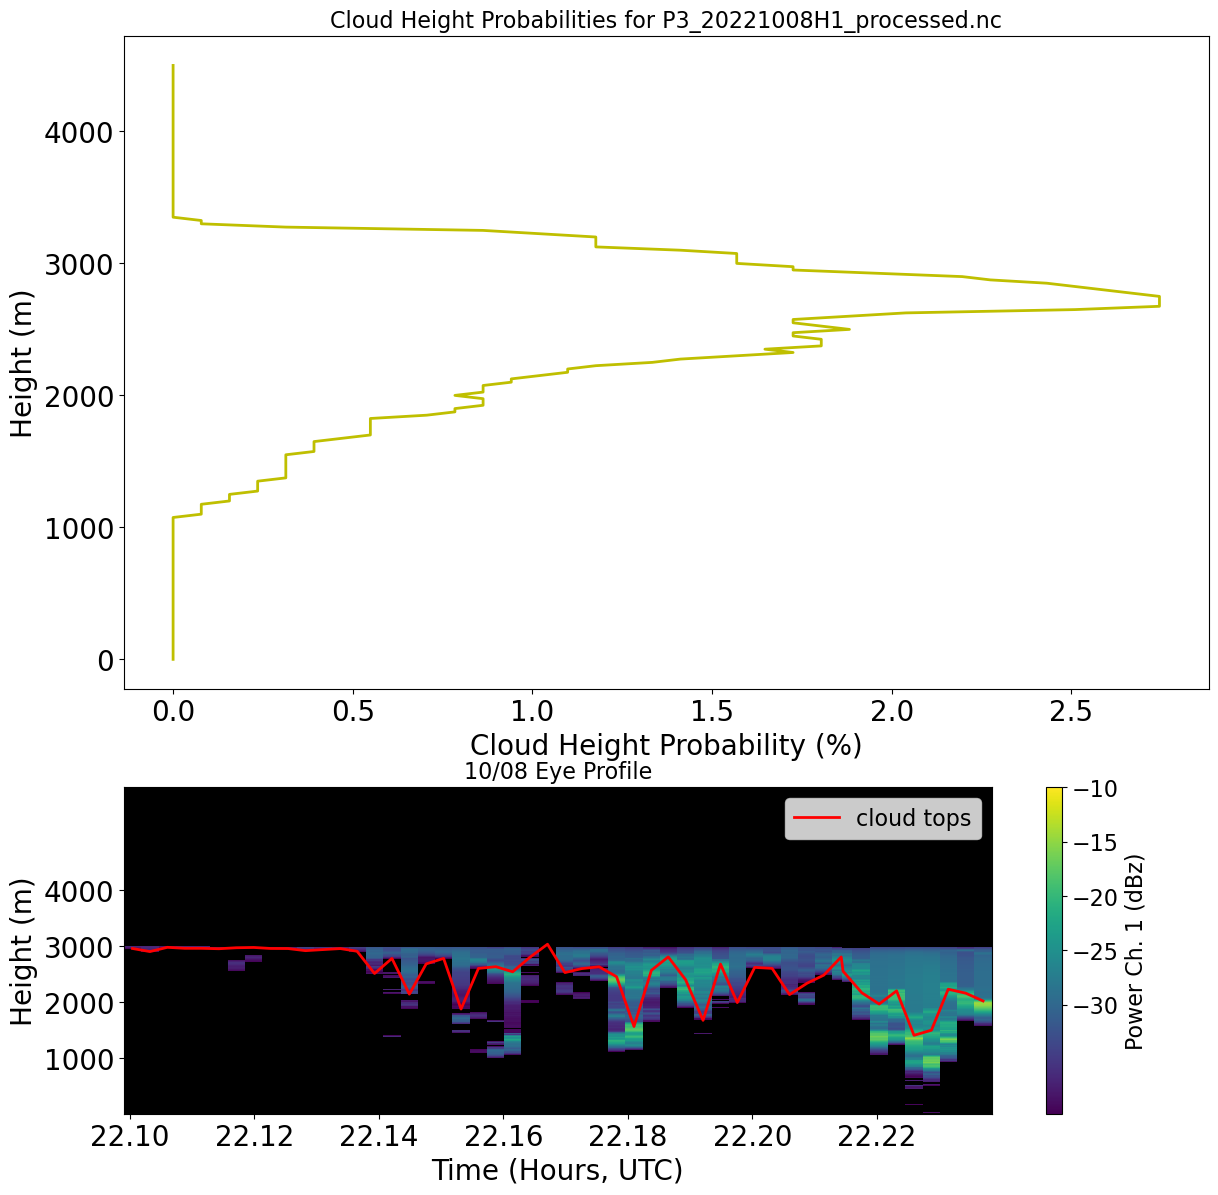 Cloud Height Probabilities for P3_20221008H1_processed.nc
4000
3000
2000
1000
0
Height (m)
0.0 0.5 1.0 1.5 2.0 2.5
Cloud Height Probability (%)
10/08 Eye Profile
cloud tops
4000
3000
2000
1000
Height (m)
22.10 22.12 22.14 22.16 22.18 22.20 22.22
Time (Hours, UTC)
−10
−15
−20
−25
−30
Power Ch. 1 (dBz)